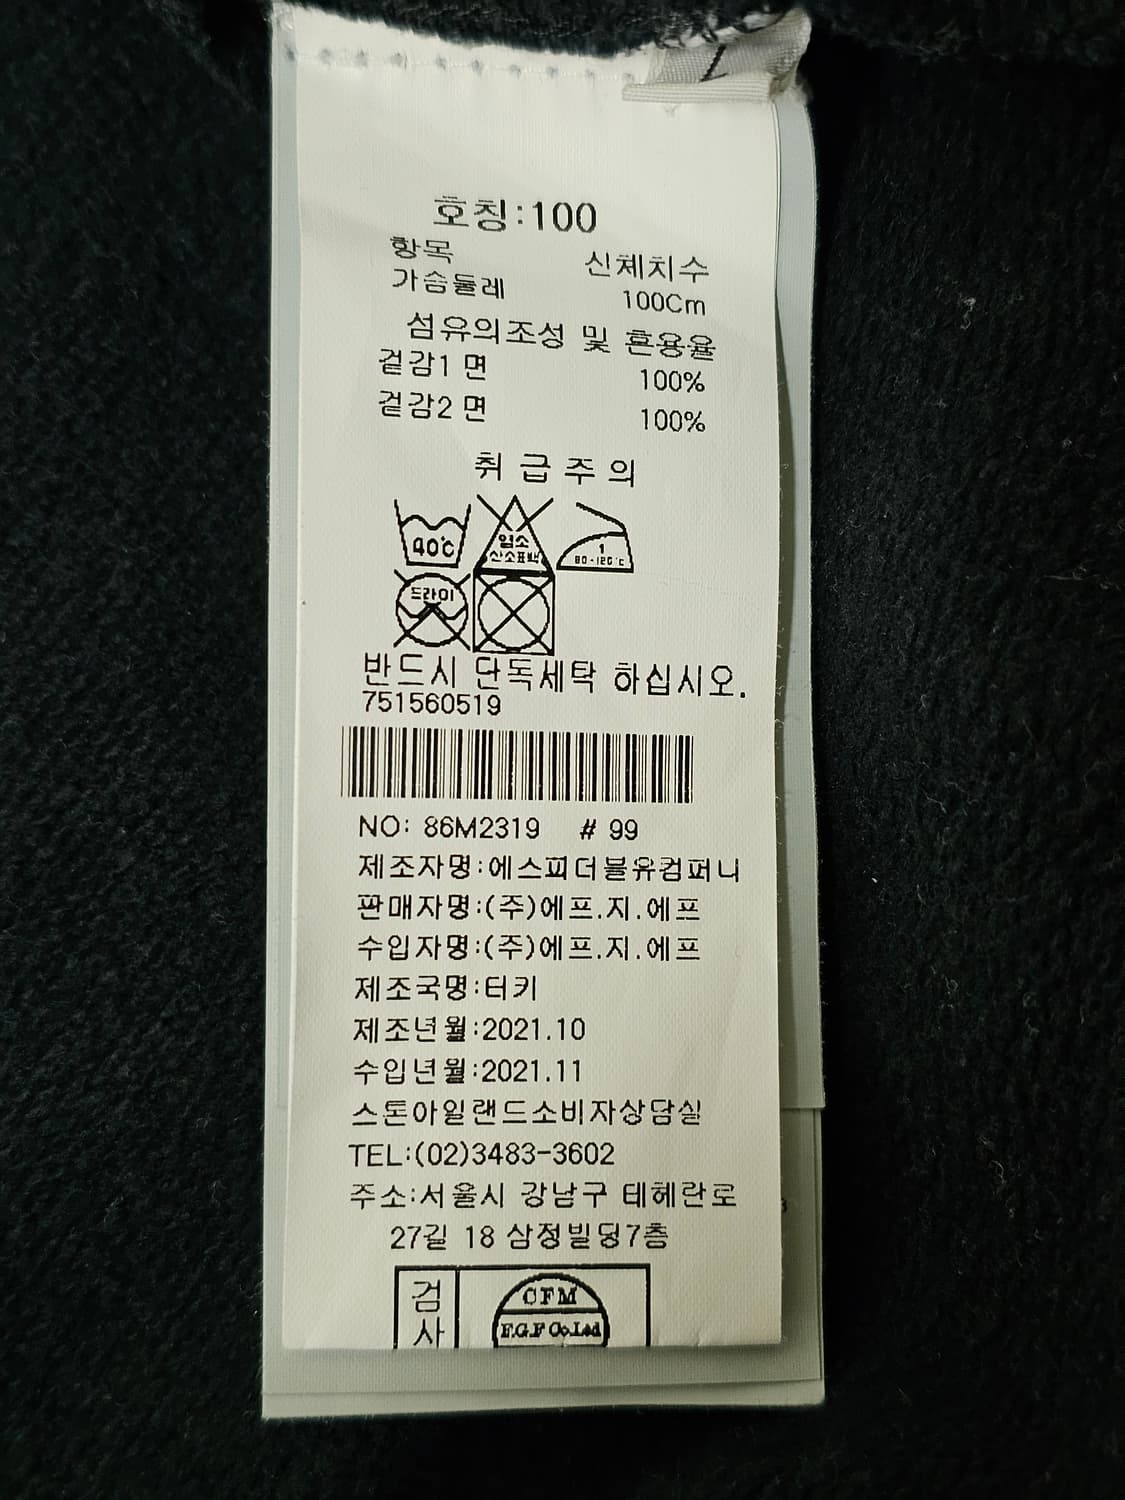 호칭:100
항목 신체치수
가슴둘레 100Cm
섬유의조성 및 혼용율
겉감1 면 100%
겉감2 면 100%
취급주의
40℃ 염소 산소표백 1 80-120℃
드라이
반드시 단독세탁 하십시오.
751560519
NO: 86M2319 # 99
제조자명:에스피더블유컴퍼니
판매자명:(주)에프.지.에프
수입자명:(주)에프.지.에프
제조국명:터키
제조년월:2021.10
수입년월:2021.11
스톤아일랜드소비자상담실
TEL:(02)3483-3602
주소:서울시 강남구 테헤란로
27길 18 삼정빌딩7층
검사
CFM
F.G.F Co.Ltd